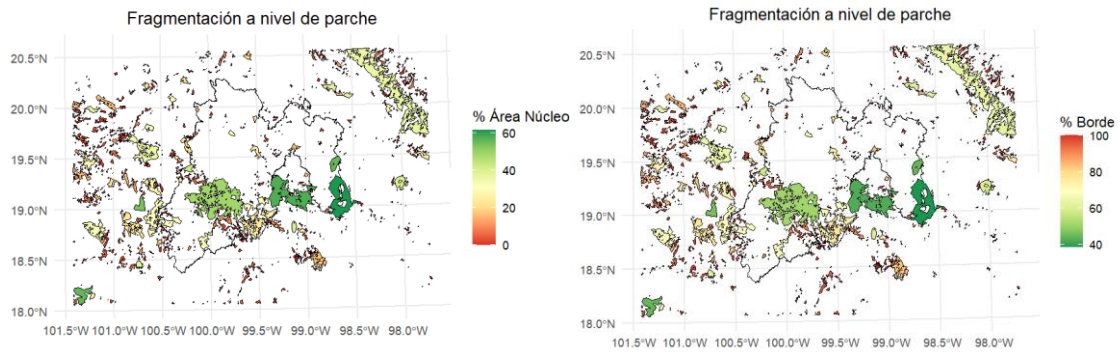 Fragmentación a nivel de parche
20.5°N
20.0°N
19.5°N
19.0°N
18.5°N
18.0°N
101.5°W 101.0°W 100.5°W 100.0°W 99.5°W 99.0°W 98.5°W 98.0°W
% Área Núcleo
60
40
20
0
Fragmentación a nivel de parche
20.5°N
20.0°N
19.5°N
19.0°N
18.5°N
18.0°N
101.5°W 101.0°W 100.5°W 100.0°W 99.5°W 99.0°W 98.5°W 98.0°W
% Borde
100
80
60
40